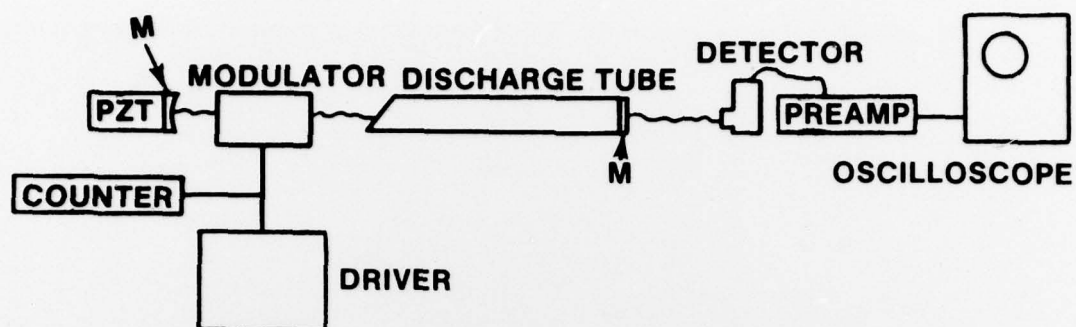 M
MODULATOR
DISCHARGE TUBE
DETECTOR
PZT
PREAMP
M
OSCILLOSCOPE
COUNTER
DRIVER